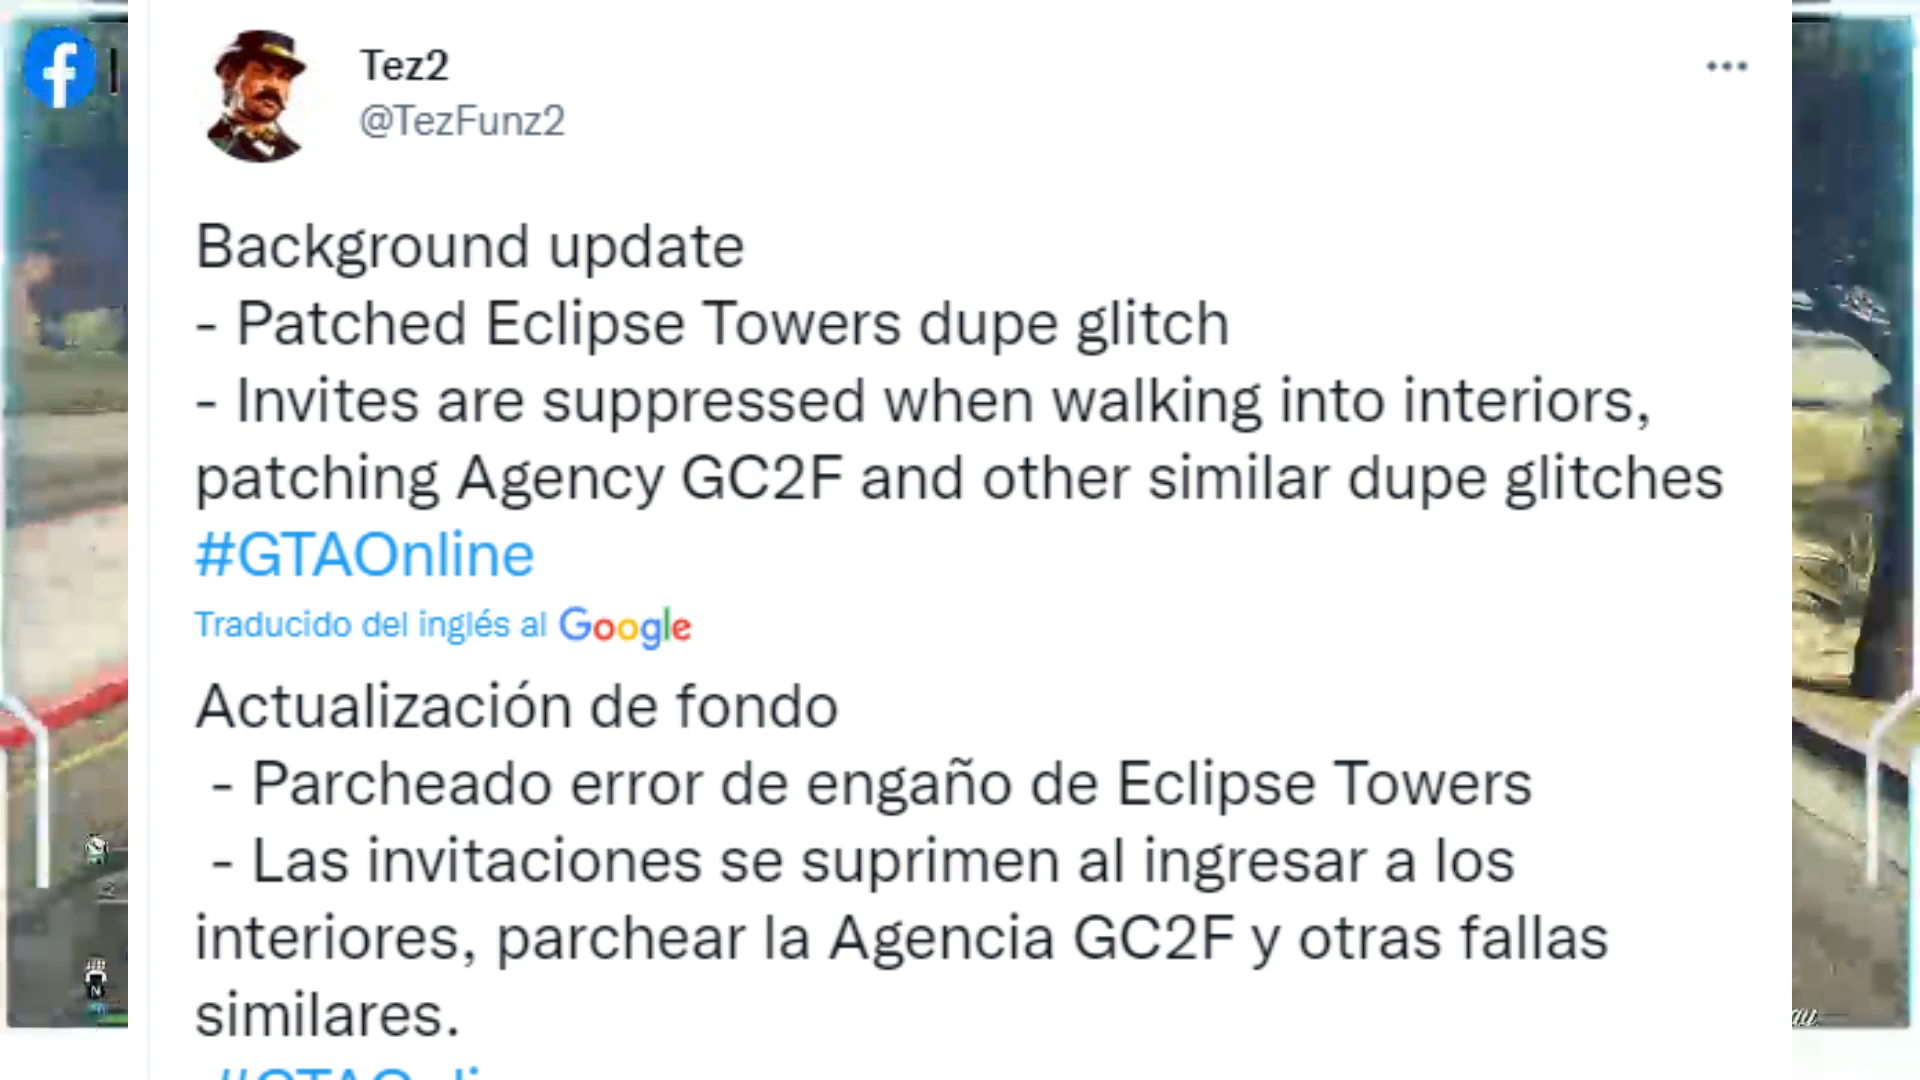 Tez2
@TezFunz2
Background update
- Patched Eclipse Towers dupe glitch
- Invites are suppressed when walking into interiors,
patching Agency GC2F and other similar dupe glitches
#GTAOnline
Traducido del inglés al Google
Actualización de fondo
- Parcheado error de engaño de Eclipse Towers
- Las invitaciones se suprimen al ingresar a los
interiores, parchear la Agencia GC2F y otras fallas
similares.